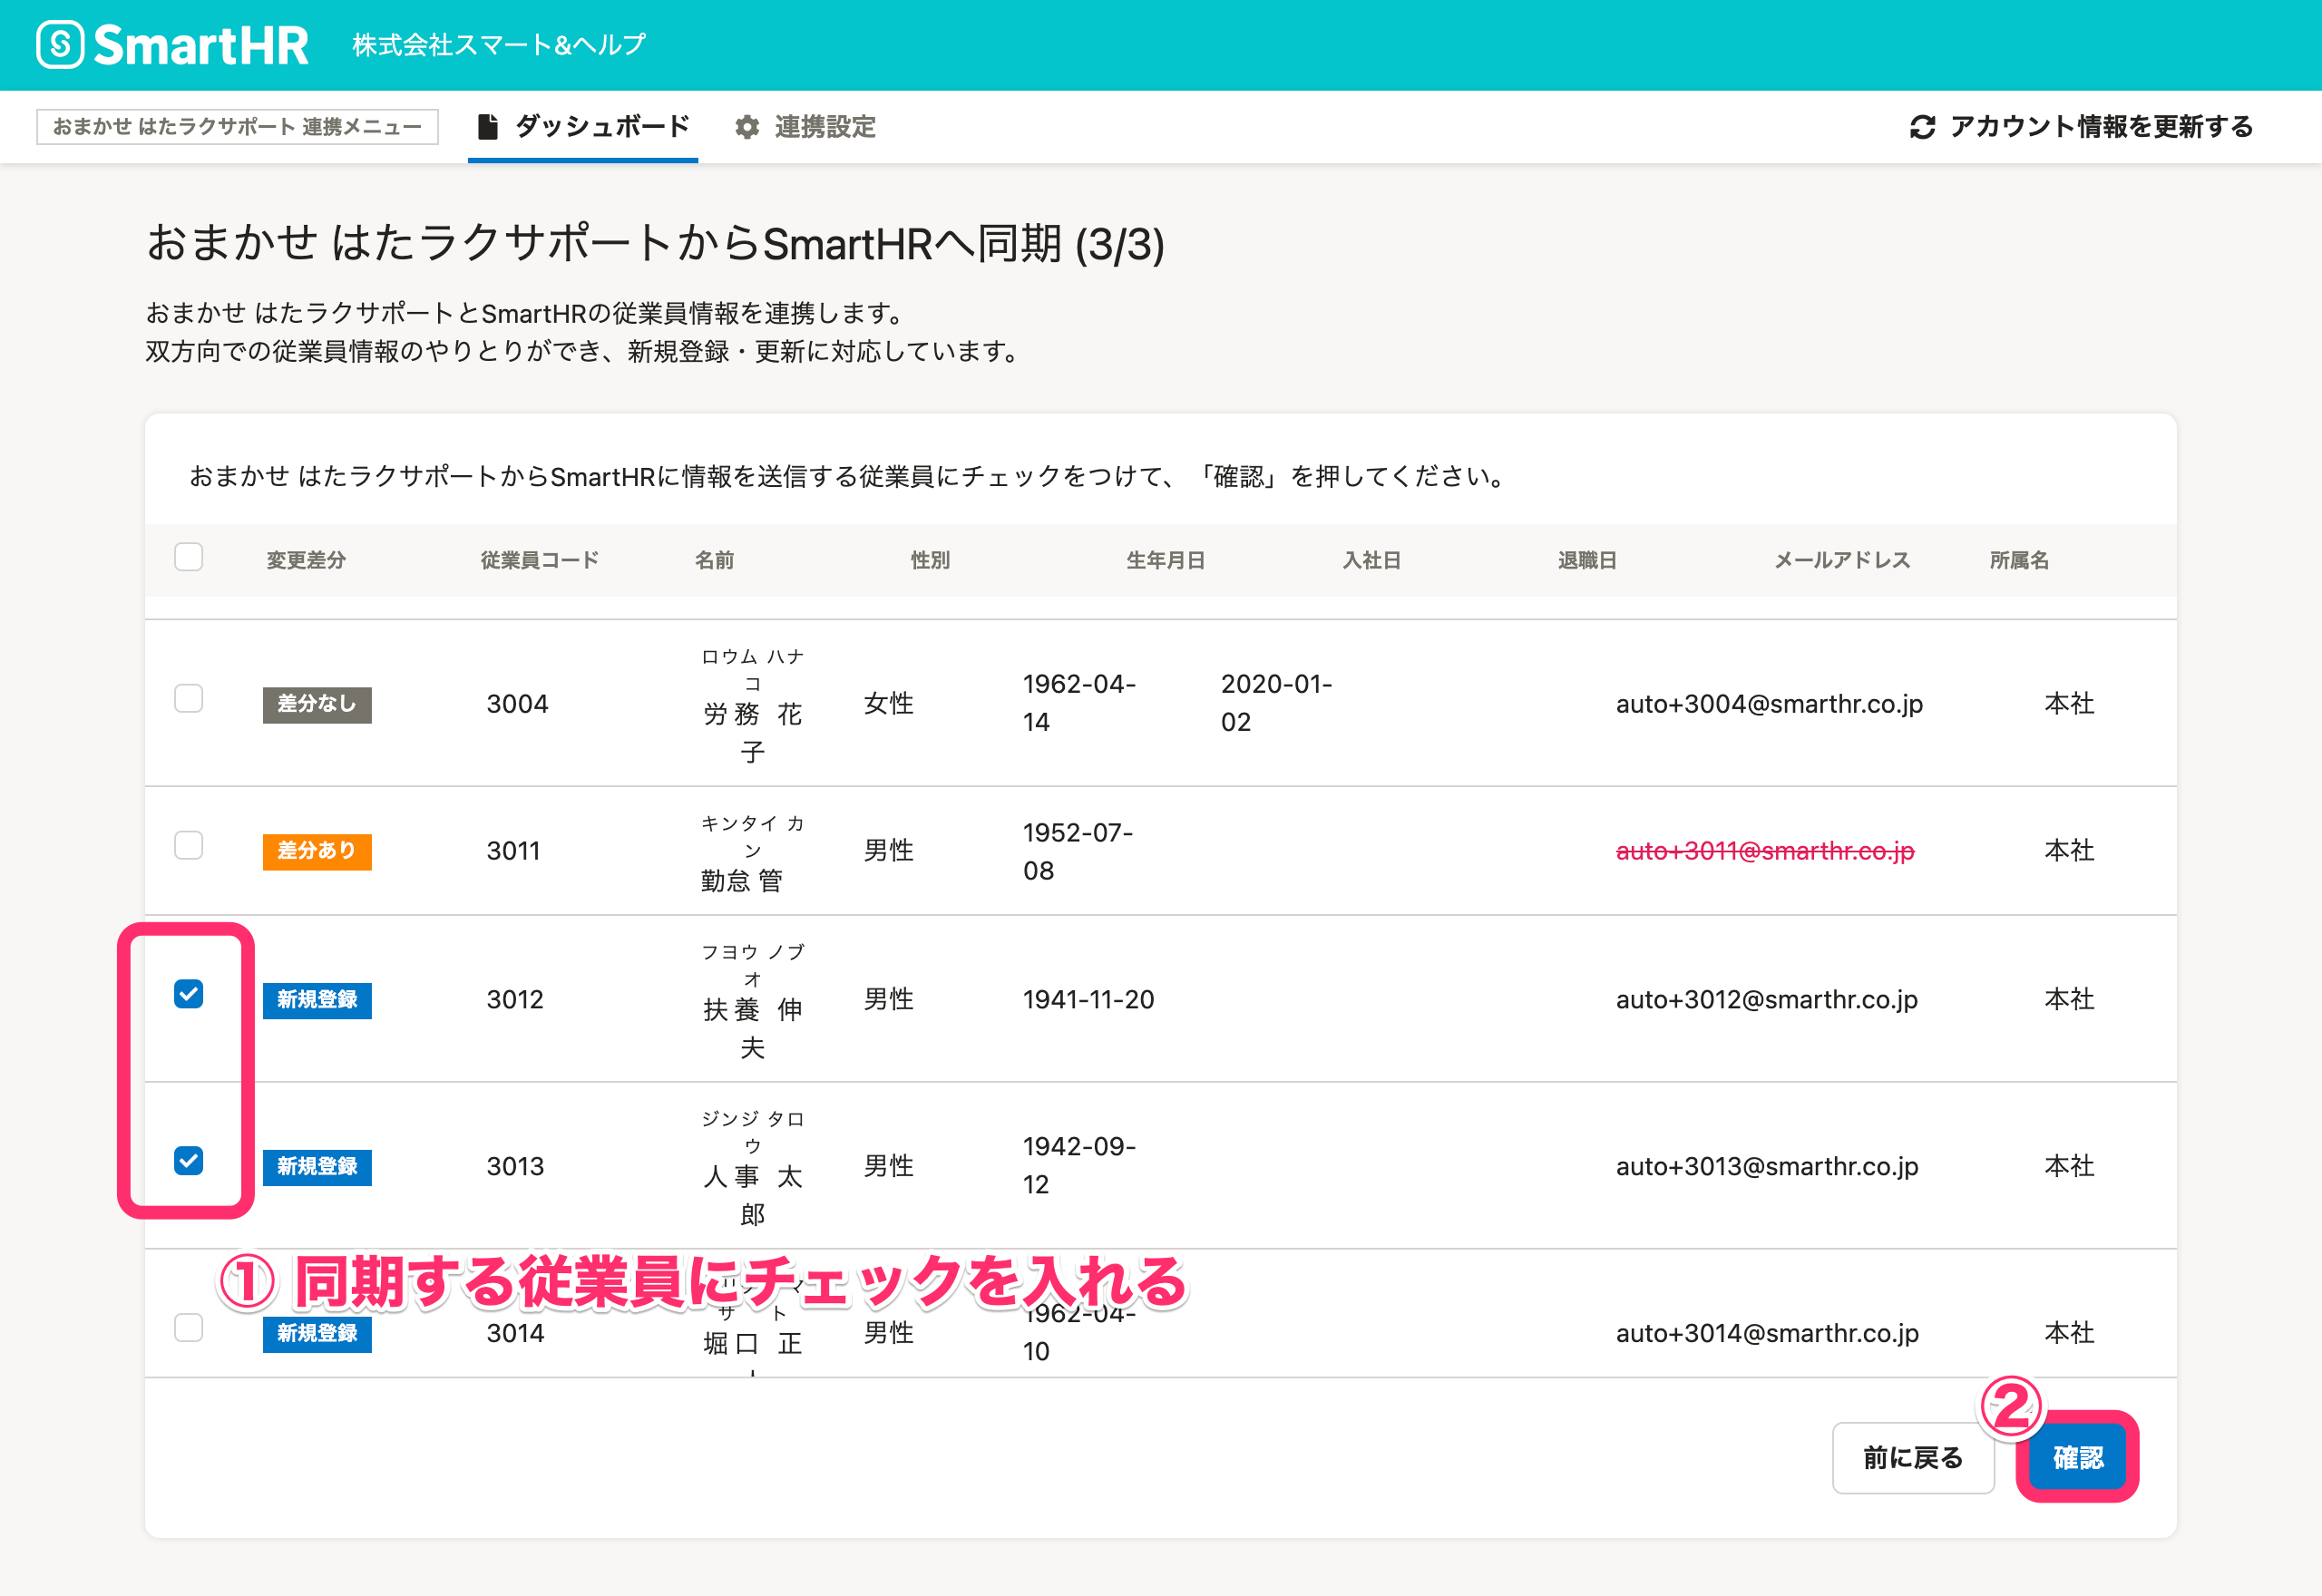 SmartHR 株式会社スマート&ヘルプ
おまかせ はたラクサポート 連携メニュー ダッシュボード 連携設定 アカウント情報を更新する
おまかせ はたラクサポートからSmartHRへ同期 (3/3)
おまかせ はたラクサポートとSmartHRの従業員情報を連携します。
双方向での従業員情報のやりとりができ、新規登録・更新に対応しています。
おまかせ はたラクサポートからSmartHRに情報を送信する従業員にチェックをつけて、「確認」を押してください。
変更差分 従業員コード 名前 性別 生年月日 入社日 退職日 メールアドレス 所属名
ロウム ハナ
コ
差分なし 3004 労務 花 女性 1962-04- 2020-01- auto+3004@smarthr.co.jp 本社
子 14 02
キンタイ カ
ン
差分あり 3011 勤怠 管 男性 1952-07- auto+3011@smarthr.co.jp 本社
08
フヨウ ノブ
オ
新規登録 3012 扶養 伸 男性 1941-11-20 auto+3012@smarthr.co.jp 本社
夫
ジンジ タロ
ウ
新規登録 3013 人事 太 男性 1942-09- auto+3013@smarthr.co.jp 本社
郎 12
① 同期する従業員にチェックを入れる
サ ト
新規登録 3014 堀口 正 男性 1962-04- auto+3014@smarthr.co.jp 本社
10
②
前に戻る 確認